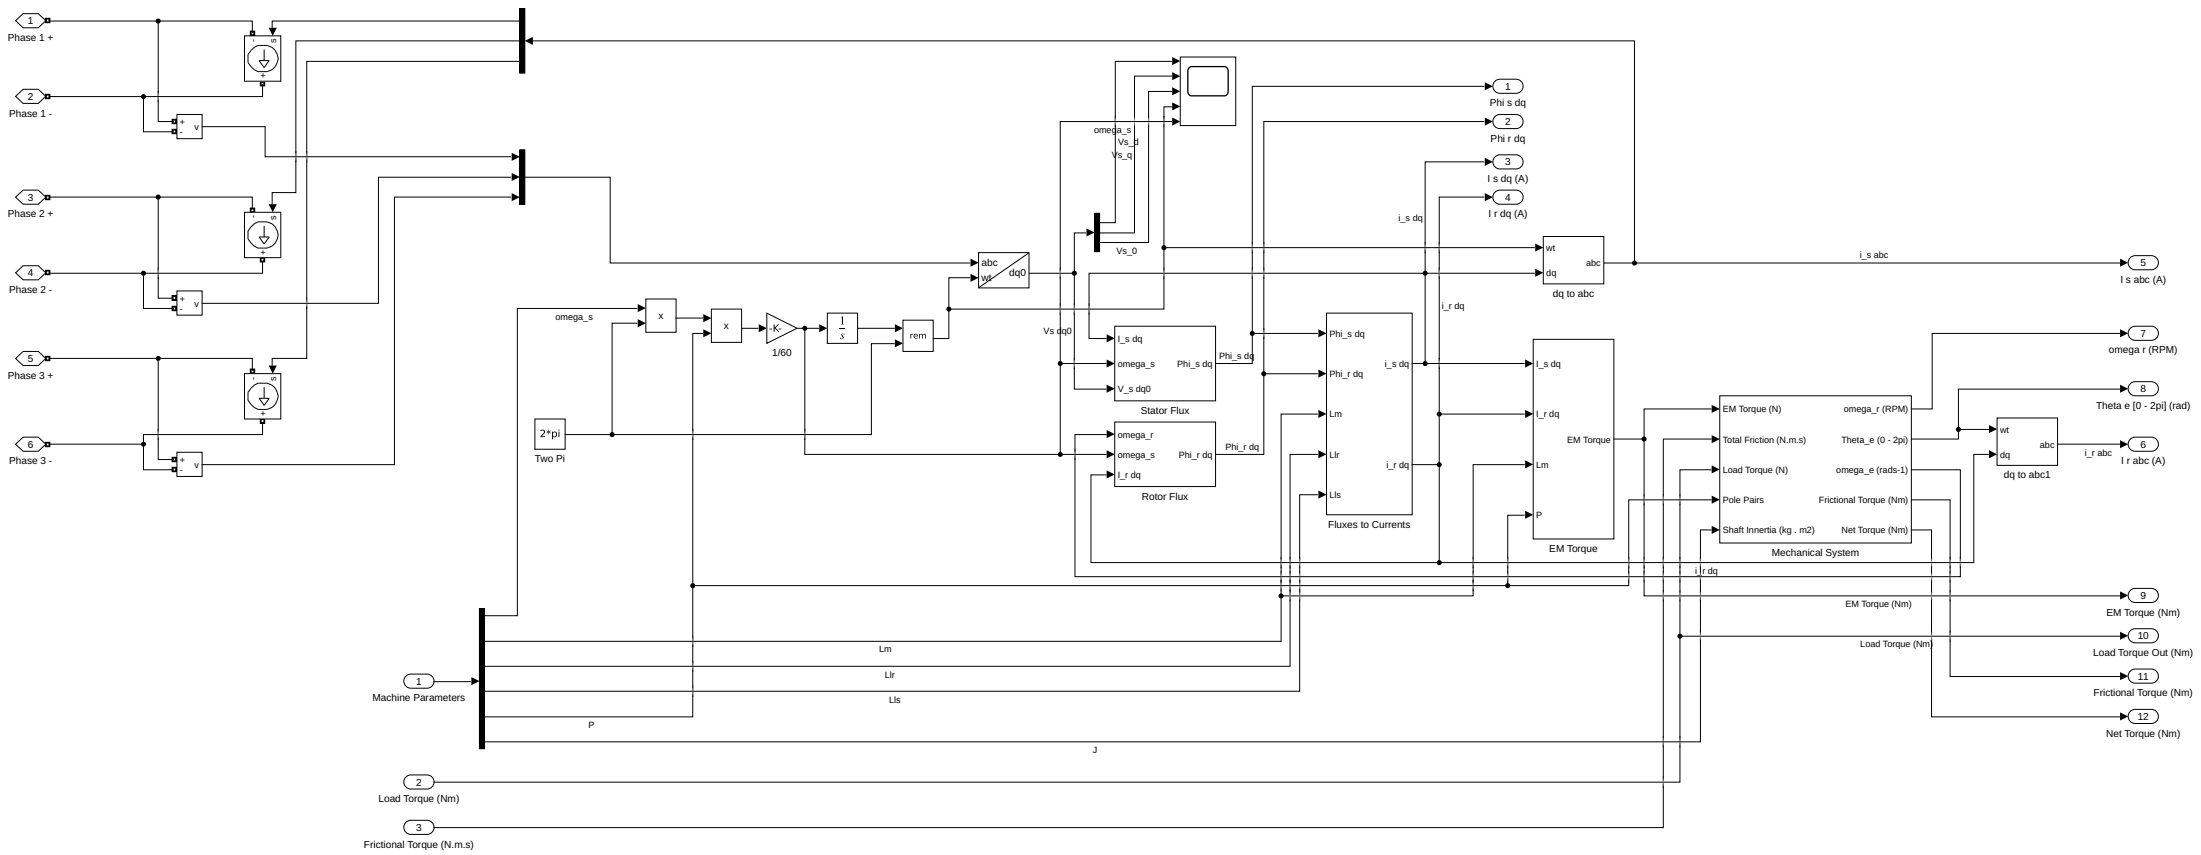 1
Phase 1 +
- s
+
2
Phase 1 -
+
-
v
3
Phase 2 +
- s
+
4
Phase 2 -
+
-
v
5
Phase 3 +
- s
+
6
Phase 3 -
+
-
v
omega_s
Vs_d
Vs_q
Vs_0
abc
wt
dq0
omega_s
x
x
-K-
1/60
1
s
rem
2*pi
Two Pi
Vs dq0
I_s dq
omega_s
V_s dq0
Phi_s dq
Stator Flux
Phi_s dq
omega_r
omega_s
I_r dq
Phi_r dq
Rotor Flux
Phi_r dq
Phi_s dq
Phi_r dq
Lm
Llr
Lls
i_s dq
i_r dq
Fluxes to Currents
1
Phi s dq
2
Phi r dq
3
I s dq (A)
4
I r dq (A)
i_s dq
i_r dq
wt
dq
abc
dq to abc
i_s abc
5
I s abc (A)
I_s dq
I_r dq
Lm
P
EM Torque
EM Torque
EM Torque (N)
Total Friction (N.m.s)
Load Torque (N)
Pole Pairs
Shaft Innertia (kg . m2)
omega_r (RPM)
Theta_e (0 - 2pi)
omega_e (rads-1)
Frictional Torque (Nm)
Net Torque (Nm)
Mechanical System
7
omega r (RPM)
8
Theta e [0 - 2pi] (rad)
wt
dq
abc
dq to abc1
i_r abc
6
I r abc (A)
i_r dq
EM Torque (Nm)
9
EM Torque (Nm)
Load Torque (Nm)
10
Load Torque Out (Nm)
11
Frictional Torque (Nm)
12
Net Torque (Nm)
1
Machine Parameters
Lm
Llr
Lls
P
J
2
Load Torque (Nm)
3
Frictional Torque (N.m.s)